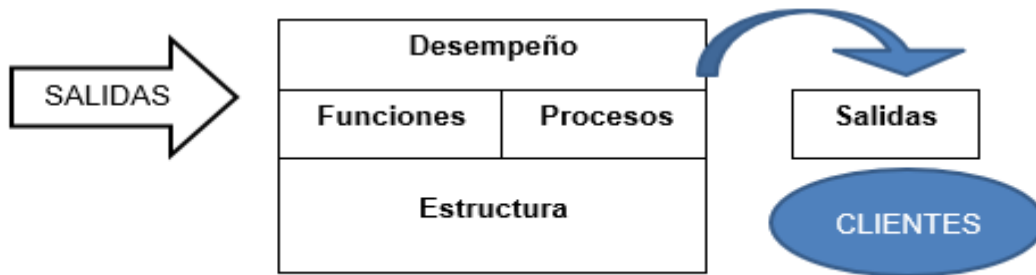 SALIDAS
Desempeño
Funciones
Procesos
Estructura
Salidas
CLIENTES